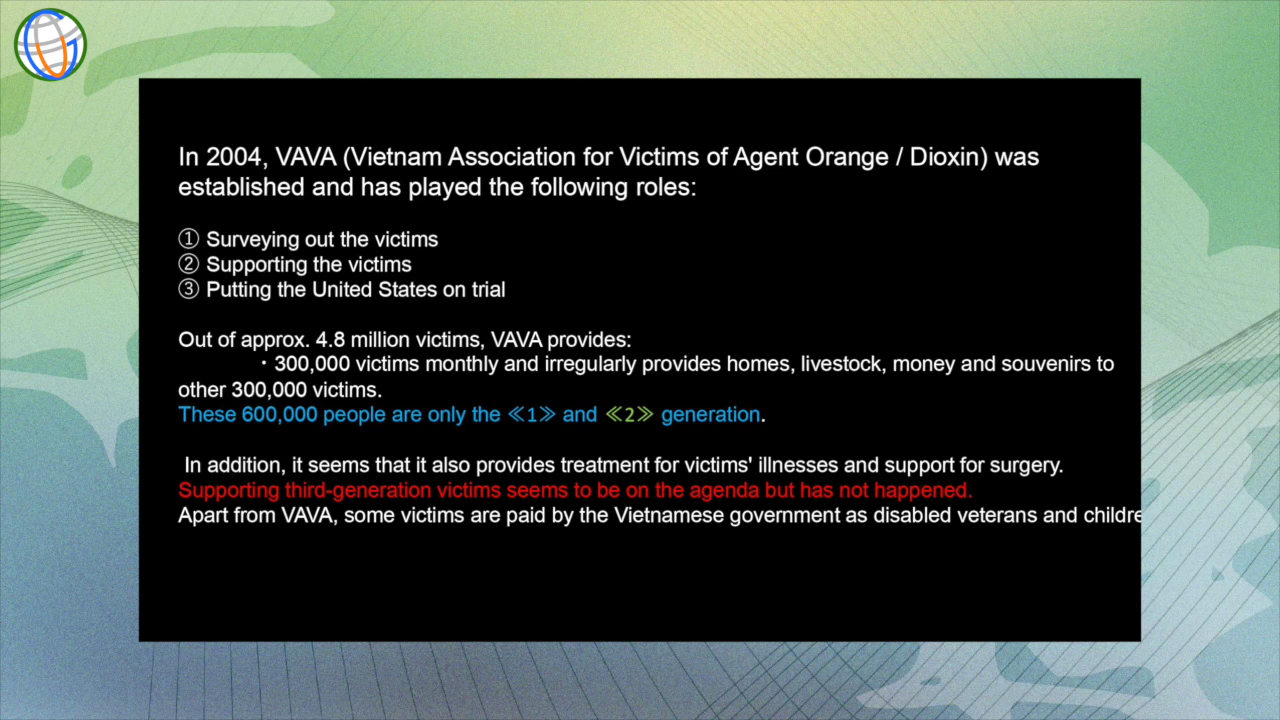 In 2004, VAVA (Vietnam Association for Victims of Agent Orange / Dioxin) was
established and has played the following roles:
① Surveying out the victims
② Supporting the victims
③ Putting the United States on trial
Out of approx. 4.8 million victims, VAVA provides:
・300,000 victims monthly and irregularly provides homes, livestock, money and souvenirs to
other 300,000 victims.
These 600,000 people are only the ≪1≫ and ≪2≫ generation.
In addition, it seems that it also provides treatment for victims' illnesses and support for surgery.
Supporting third-generation victims seems to be on the agenda but has not happened.
Apart from VAVA, some victims are paid by the Vietnamese government as disabled veterans and childre